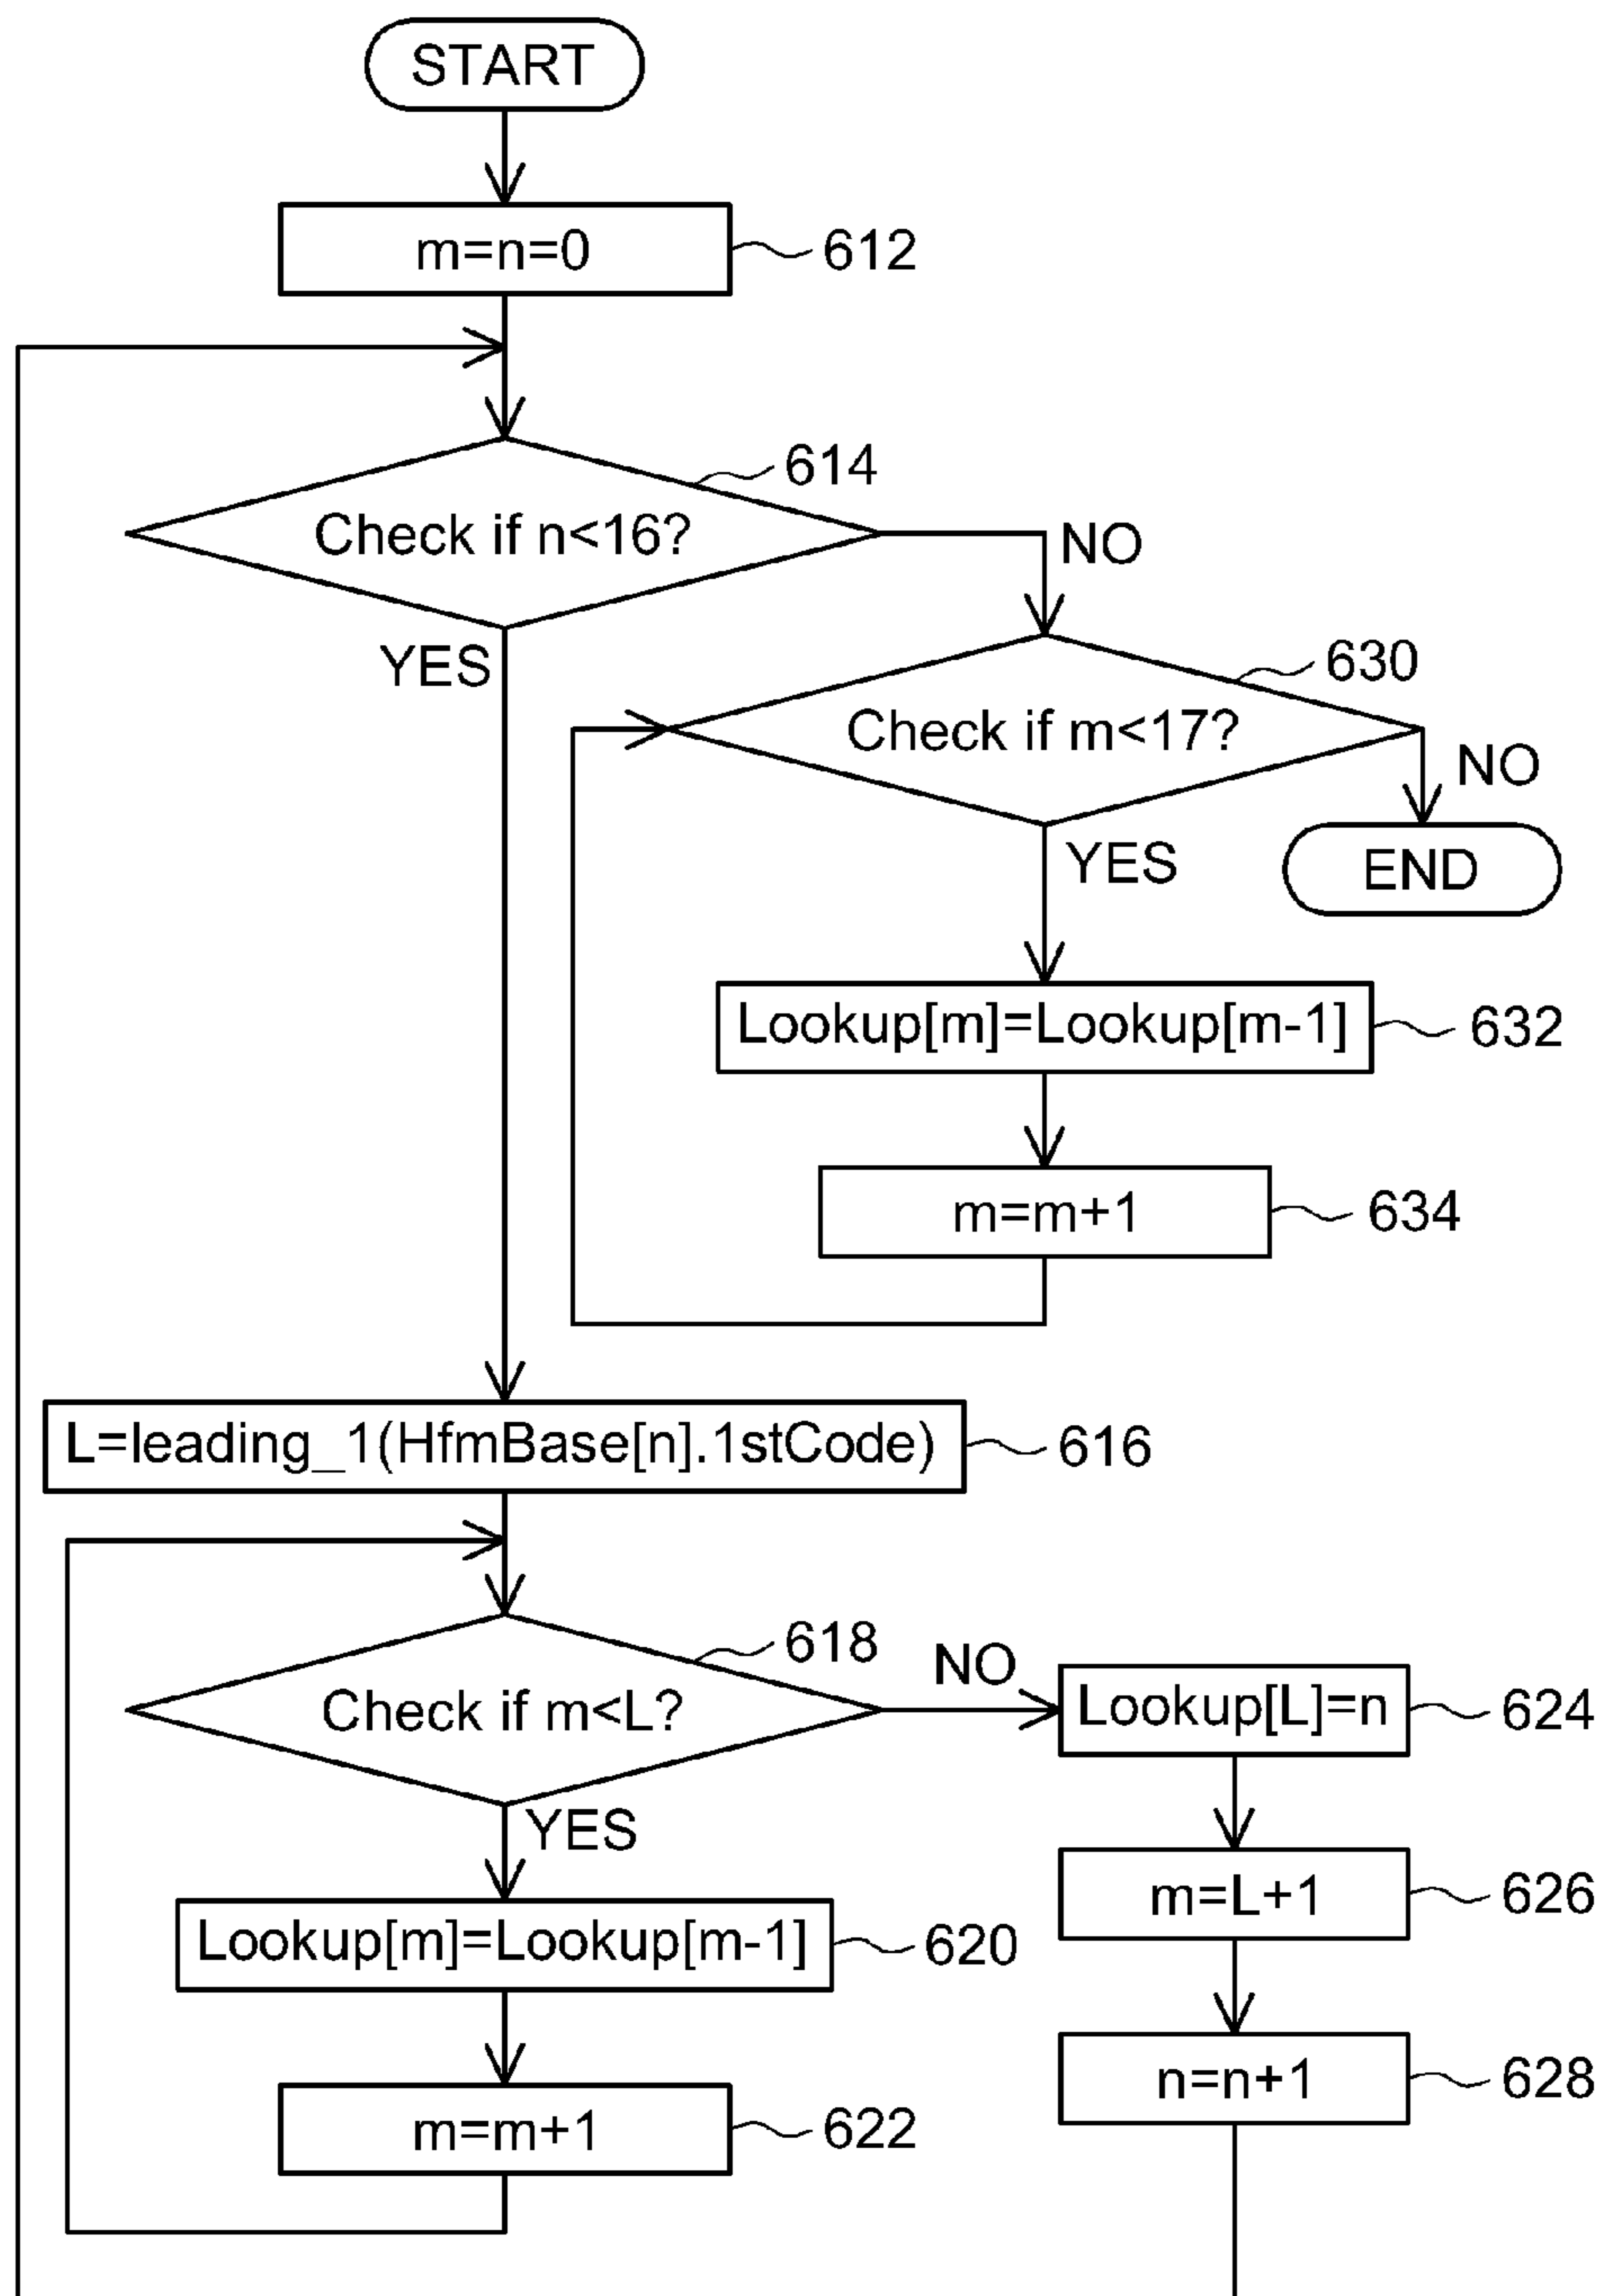 START
m=n=0
612
614
Check if n<16?
NO
YES
630
Check if m<17?
NO
YES
END
Lookup[m]=Lookup[m-1]
632
m=m+1
634
L=leading_1(HfmBase[n].1stCode)
616
618
Check if m<L?
NO
Lookup[L]=n
624
YES
m=L+1
626
Lookup[m]=Lookup[m-1]
620
n=n+1
628
m=m+1
622